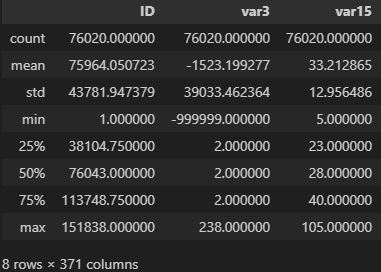 ID var3 var15
count 76020.000000 76020.000000 76020.000000
mean 75964.050723 -1523.199277 33.212865
std 43781.947379 39033.462364 12.956486
min 1.000000 -999999.000000 5.000000
25% 38104.750000 2.000000 23.000000
50% 76043.000000 2.000000 28.000000
75% 113748.750000 2.000000 40.000000
max 151838.000000 238.000000 105.000000
8 rows × 371 columns